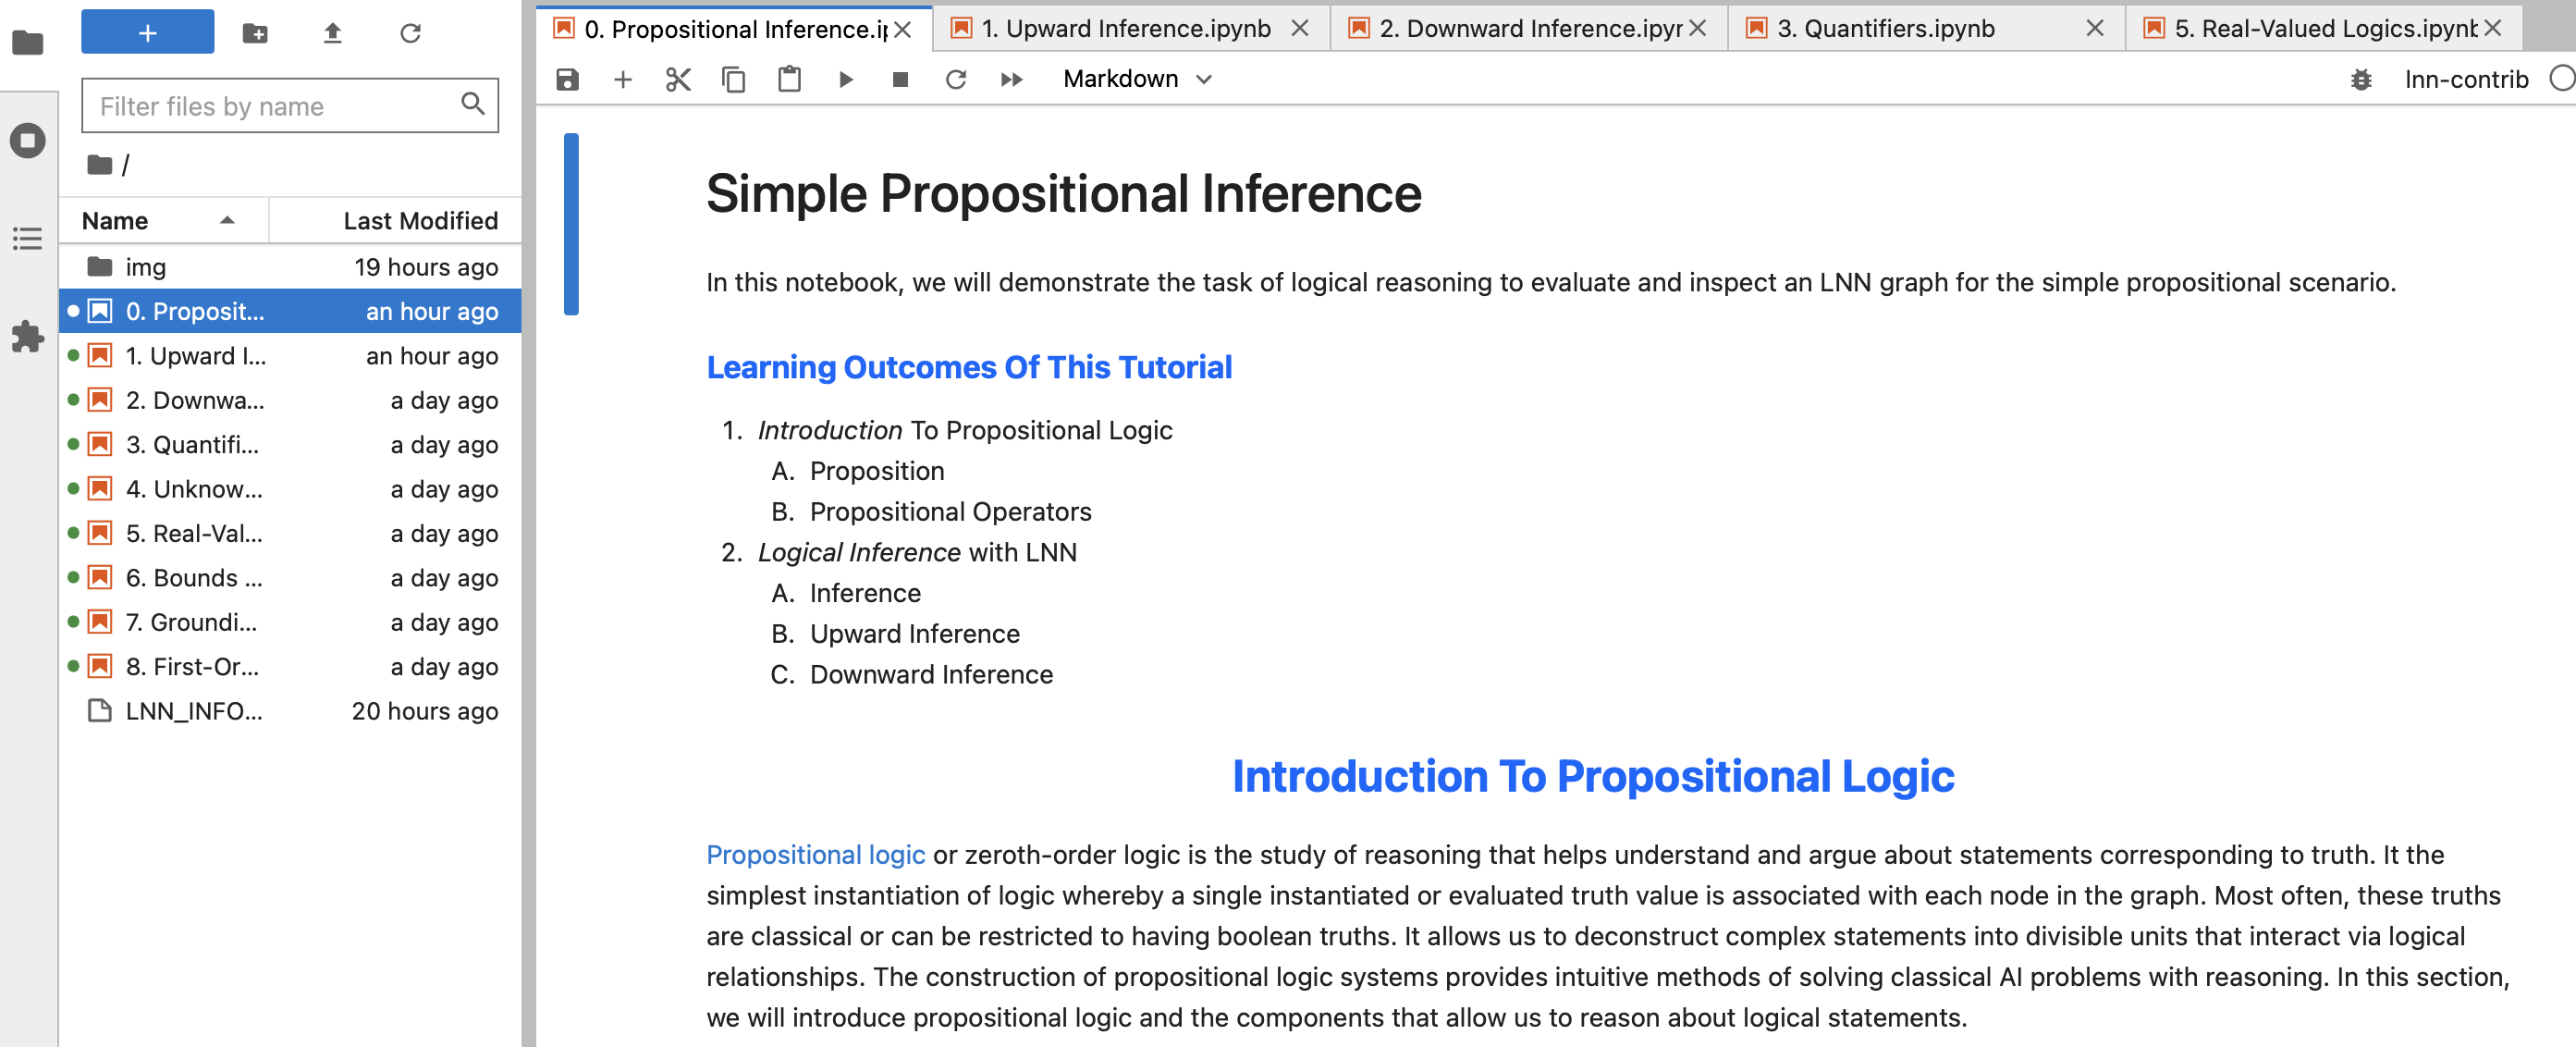 Filter files by name
/
Name Last Modified
img 19 hours ago
0. Proposit... an hour ago
1. Upward I... an hour ago
2. Downwa... a day ago
3. Quantifi... a day ago
4. Unknow... a day ago
5. Real-Val... a day ago
6. Bounds ... a day ago
7. Groundi... a day ago
8. First-Or... a day ago
LNN_INFO... 20 hours ago
0. Propositional Inference.ip 1. Upward Inference.ipynb 2. Downward Inference.ipyn 3. Quantifiers.ipynb 5. Real-Valued Logics.ipynb
Markdown lnn-contrib
Simple Propositional Inference
In this notebook, we will demonstrate the task of logical reasoning to evaluate and inspect an LNN graph for the simple propositional scenario.
Learning Outcomes Of This Tutorial
1. Introduction To Propositional Logic
A. Proposition
B. Propositional Operators
2. Logical Inference with LNN
A. Inference
B. Upward Inference
C. Downward Inference
Introduction To Propositional Logic
Propositional logic or zeroth-order logic is the study of reasoning that helps understand and argue about statements corresponding to truth. It the
simplest instantiation of logic whereby a single instantiated or evaluated truth value is associated with each node in the graph. Most often, these truths
are classical or can be restricted to having boolean truths. It allows us to deconstruct complex statements into divisible units that interact via logical
relationships. The construction of propositional logic systems provides intuitive methods of solving classical AI problems with reasoning. In this section,
we will introduce propositional logic and the components that allow us to reason about logical statements.